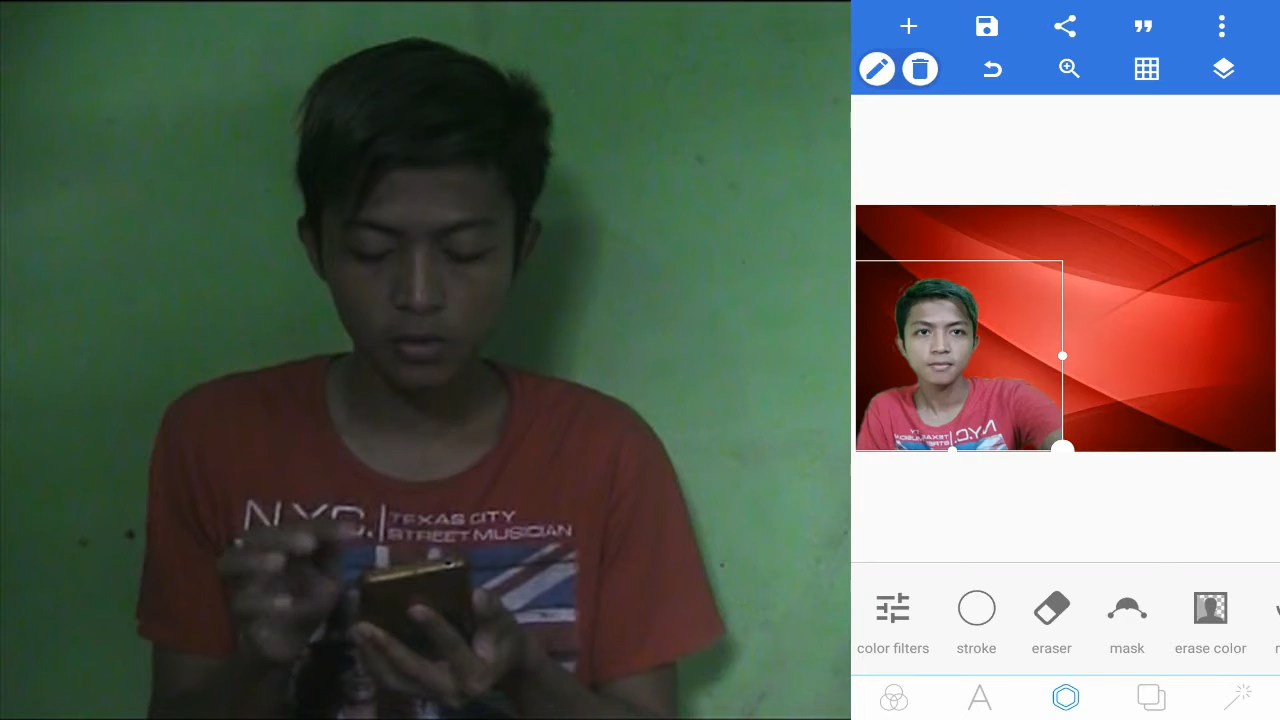 N.Y.C. TEXAS CITY
STREET MUSICIAN
N.Y.C.
color filters
stroke
eraser
mask
erase color